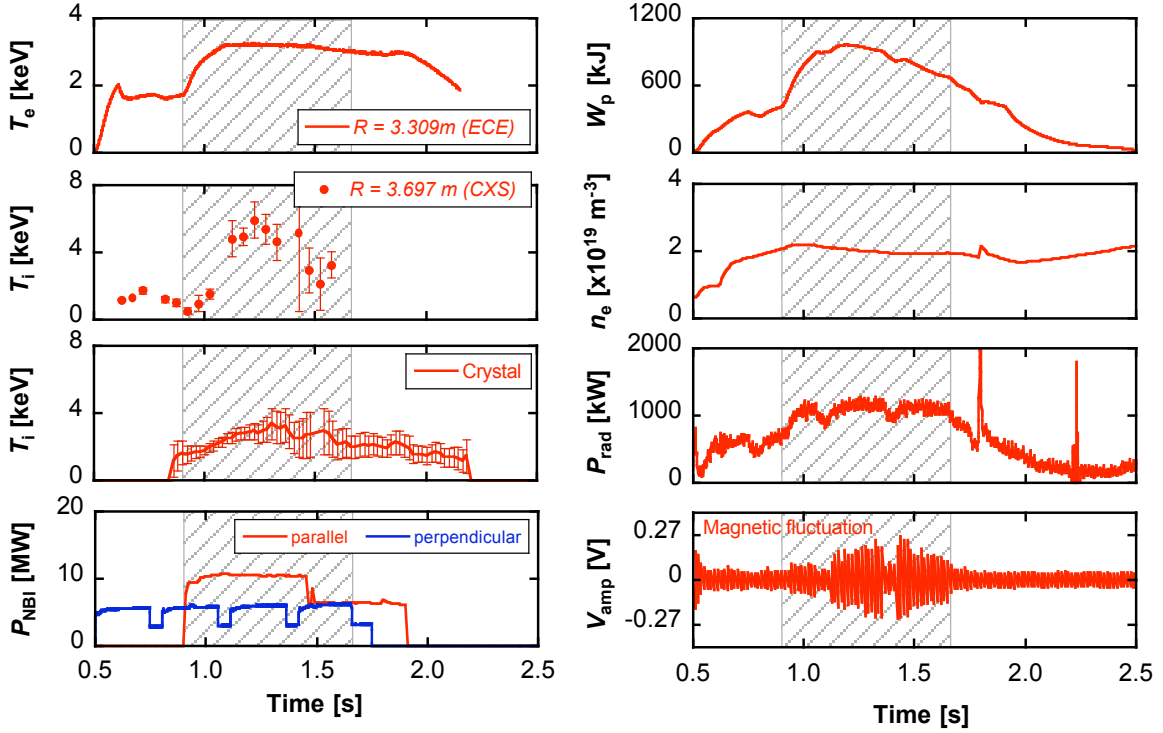 T_e [keV]
4
2
0
R = 3.309m (ECE)
T_i [keV]
8
4
0
R = 3.697 m (CXS)
T_i [keV]
8
4
0
Crystal
P_NBI [MW]
20
10
0
parallel
perpendicular
0.5 1.0 1.5 2.0 2.5
Time [s]
W_p [kJ]
1200
600
0
n_e [x10^19 m^-3]
4
2
0
P_rad [kW]
2000
1000
0
V_amp [V]
0.27
0
-0.27
Magnetic fluctuation
0.5 1.0 1.5 2.0 2.5
Time [s]